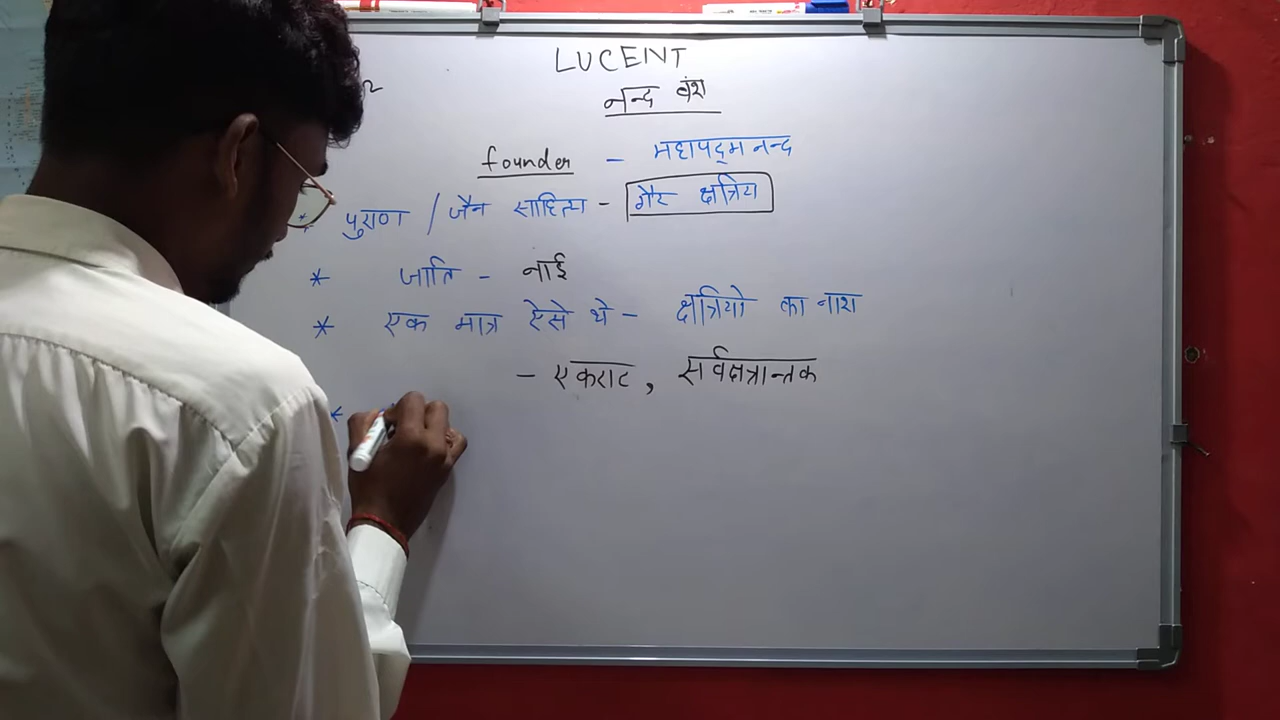 LUCENT
नन्द वंश
founder - महापद्म नन्द
* पुराण / जैन साहित्य - गैर क्षत्रिय
* जाति - नाई
* एक मात्र ऐसे थे - क्षत्रियो का नाश
- एकराट, सर्वक्षत्रान्तक
*